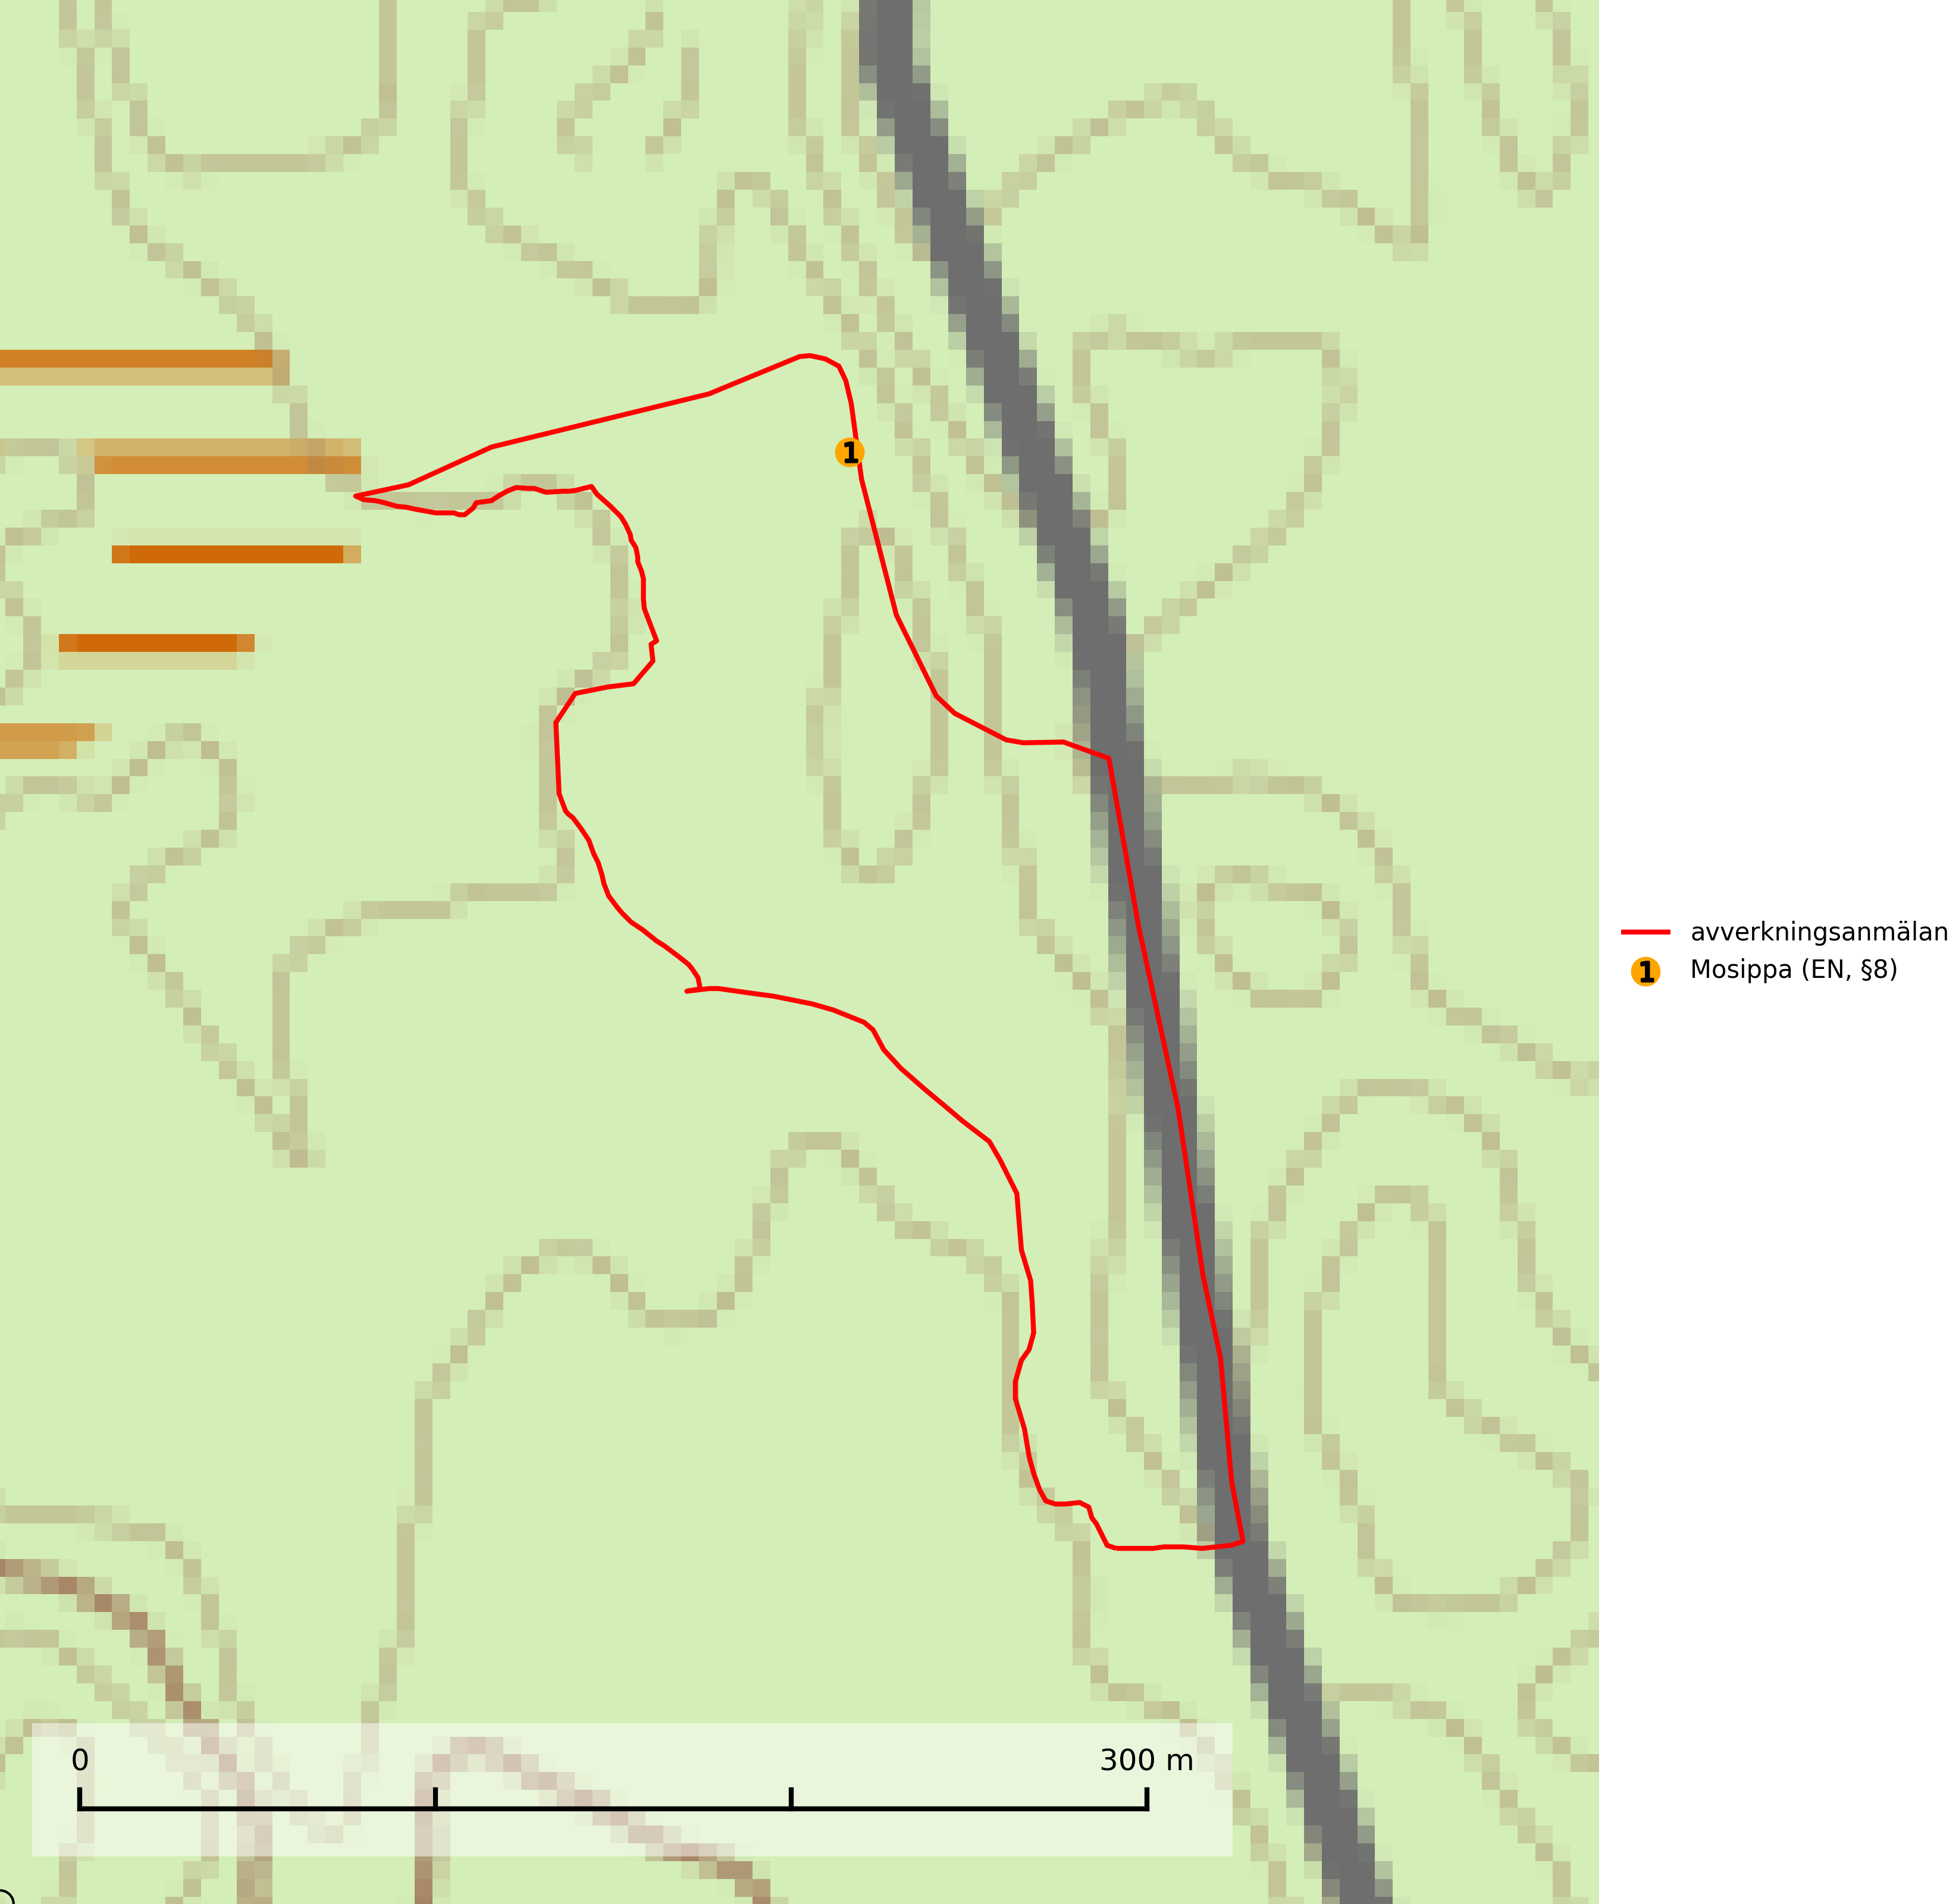 1
avverkningsanmälan
1 Mosippa (EN, §8)
0 300 m